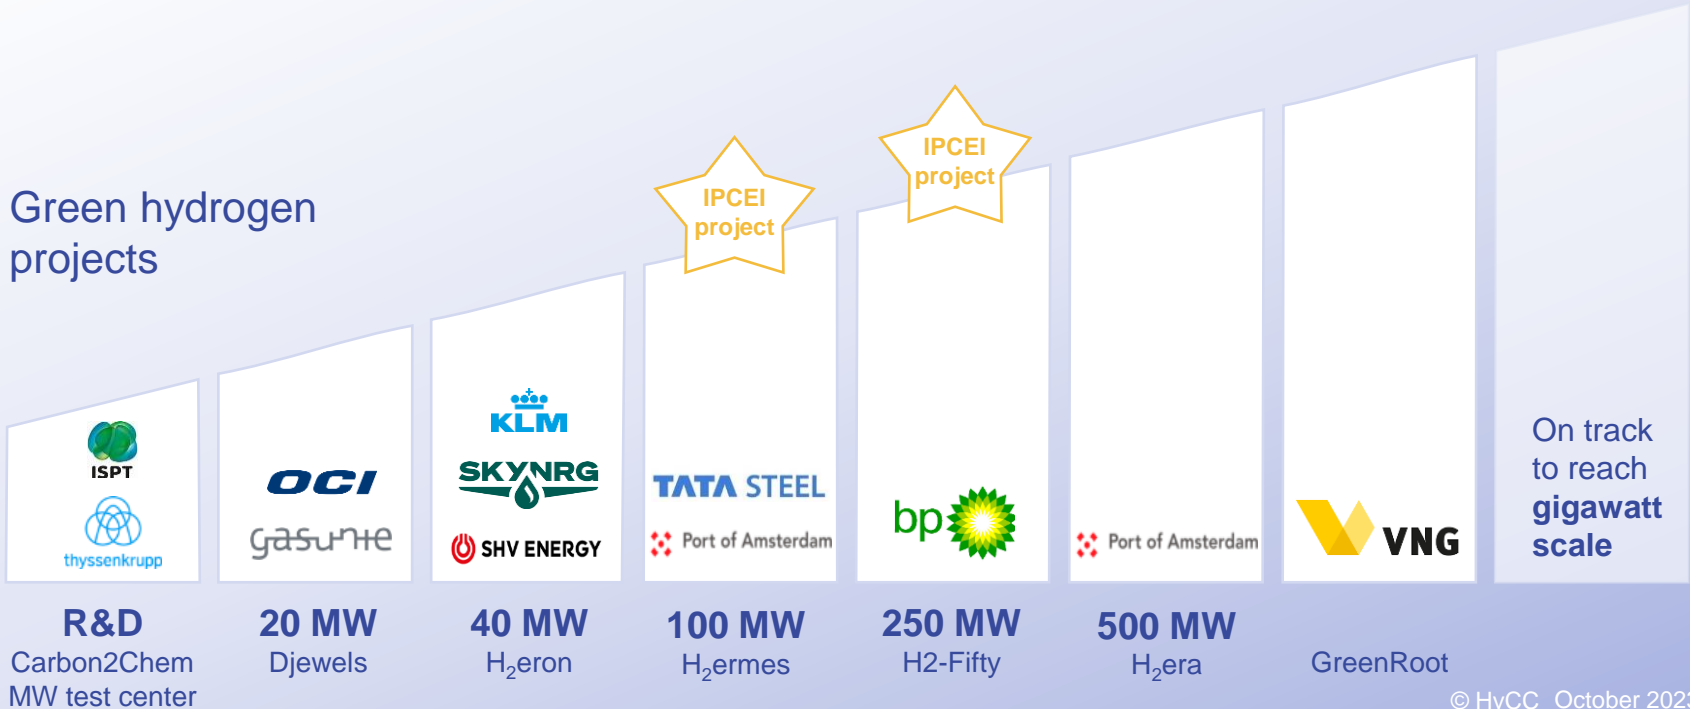 Green hydrogen
projects
IPCEI
project
IPCEI
project
ISPT
thyssenkrupp
OCI
gasunie
KLM
SKYNRG
SHV ENERGY
TATA STEEL
Port of Amsterdam
bp
Port of Amsterdam
VNG
On track
to reach
gigawatt
scale
R&D
Carbon2Chem
MW test center
20 MW
Djewels
40 MW
H₂eron
100 MW
H₂ermes
250 MW
H2-Fifty
500 MW
H₂era
GreenRoot
© HyCC October 2023